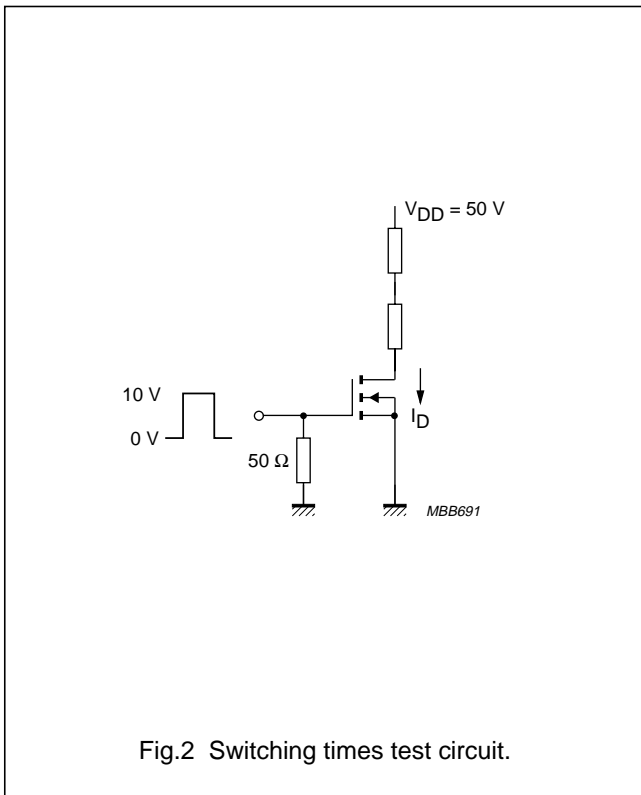 V_DD = 50 V
10 V
0 V
50 Ω
I_D
MBB691
Fig.2 Switching times test circuit.